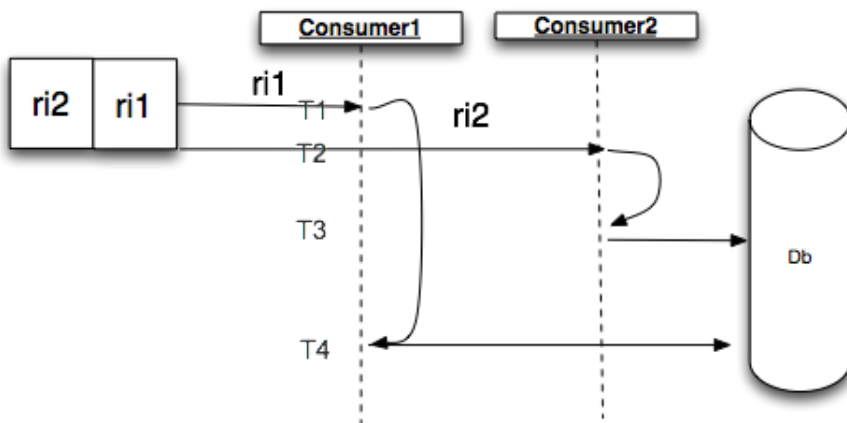 Consumer1
Consumer2
ri2
ri1
ri1
T1
ri2
T2
T3
Db
T4